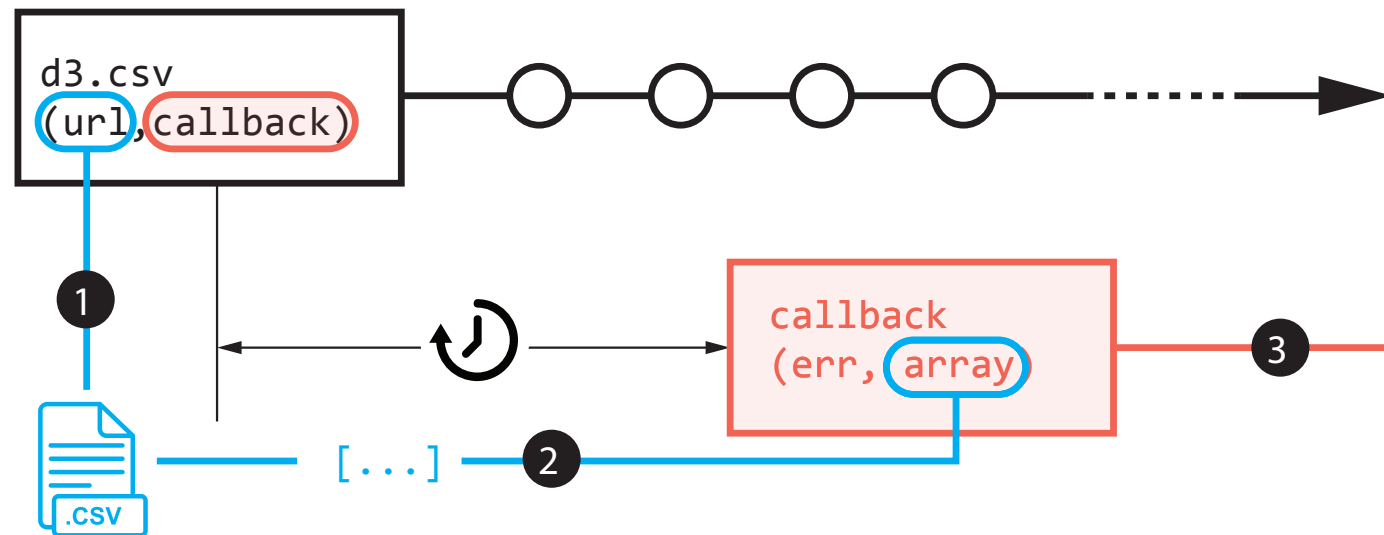 d3.csv
(url,callback)
1
callback
(err, array)
3
[...]
2
.CSV